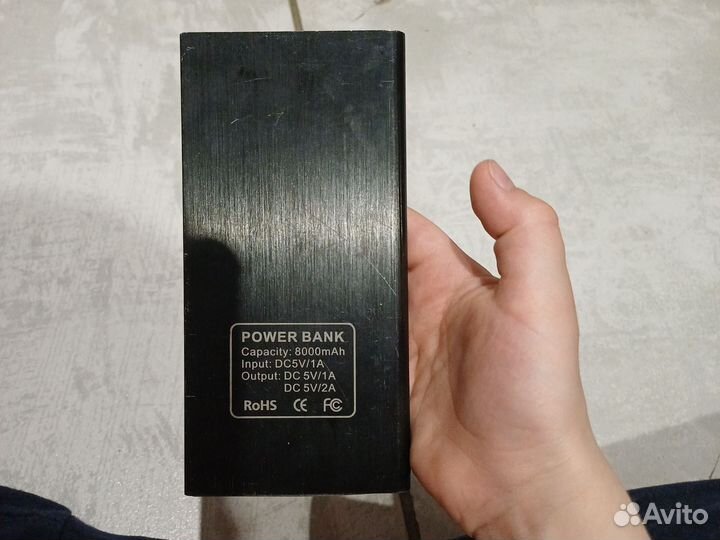 POWER BANK
Capacity: 8000mAh
Input: DC5V/1A
Output: DC 5V/1A
DC 5V/2A
RoHS CE FC
Avito